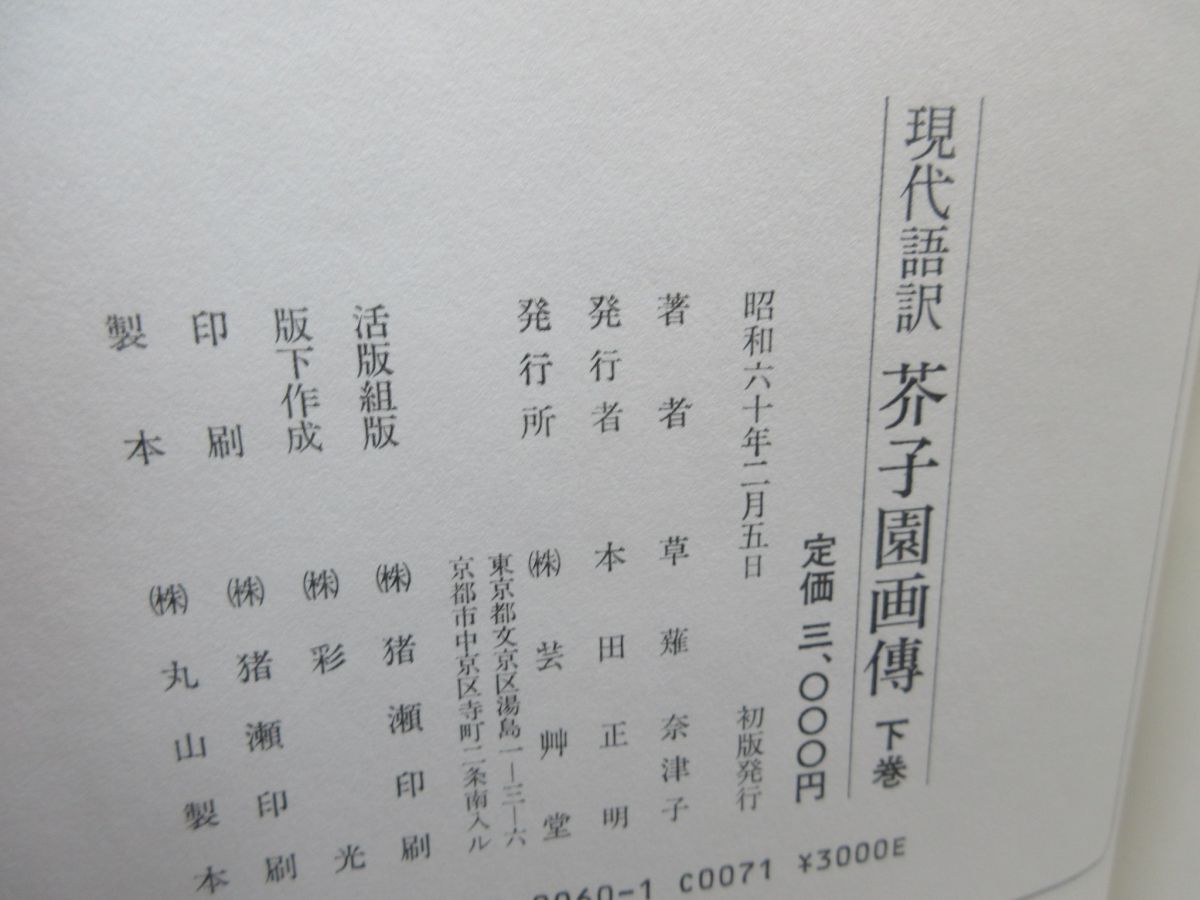 現代語訳 芥子園画傳 下巻
定価 三、〇〇〇円
昭和六十年二月五日 初版発行
著者 草薙奈津子
発行者 本田正明
発行所 ㈱芸艸堂
東京都文京区湯島一―三―六
京都市中京区寺町二条南入ル
活版組版 ㈱猪瀬印刷
版下作成 ㈱彩光
印刷 ㈱猪瀬印刷
製本 ㈱丸山製本
0060-1 C0071 ¥3000E